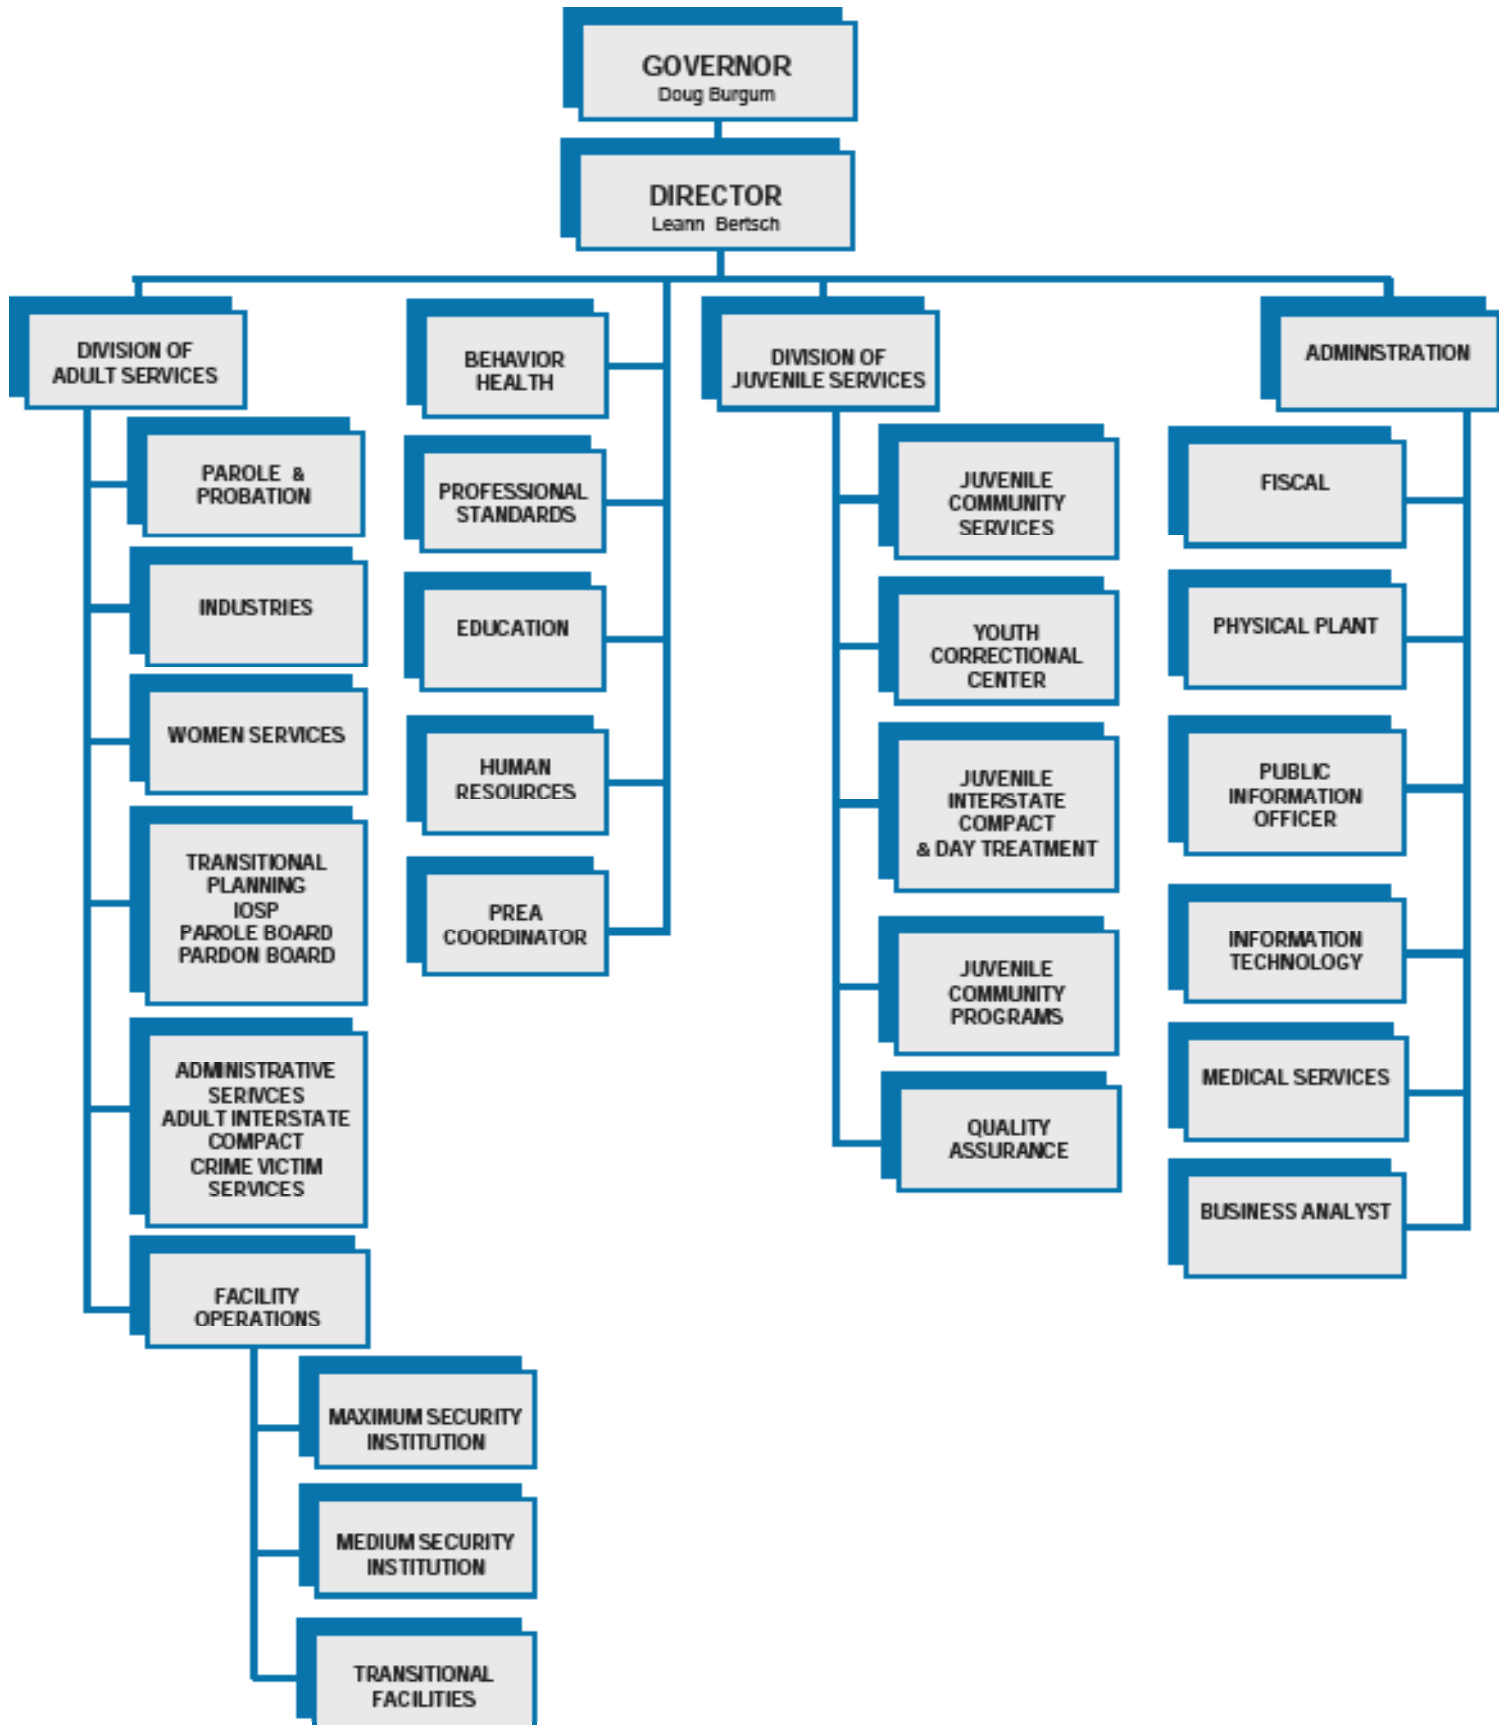 GOVERNOR
Doug Burgum
DIRECTOR
Leann Bertsch
DIVISION OF
ADULT SERVICES
PAROLE &
PROBATION
INDUSTRIES
WOMEN SERVICES
TRANSITIONAL
PLANNING
IOSP
PAROLE BOARD
PARDON BOARD
ADMINISTRATIVE
SERIVCES
ADULT INTERSTATE
COMPACT
CRIME VICTIM
SERVICES
FACILITY
OPERATIONS
MAXIMUM SECURITY
INSTITUTION
MEDIUM SECURITY
INSTITUTION
TRANSITIONAL
FACILITIES
BEHAVIOR
HEALTH
PROFESSIONAL
STANDARDS
EDUCATION
HUMAN
RESOURCES
PREA
COORDINATOR
DIVISION OF
JUVENILE SERVICES
JUVENILE
COMMUNITY
SERVICES
YOUTH
CORRECTIONAL
CENTER
JUVENILE
INTERSTATE
COMPACT
& DAY TREATMENT
JUVENILE
COMMUNITY
PROGRAMS
QUALITY
ASSURANCE
ADMINISTRATION
FISCAL
PHYSICAL PLANT
PUBLIC
INFORMATION
OFFICER
INFORMATION
TECHNOLOGY
MEDICAL SERVICES
BUSINESS ANALYST